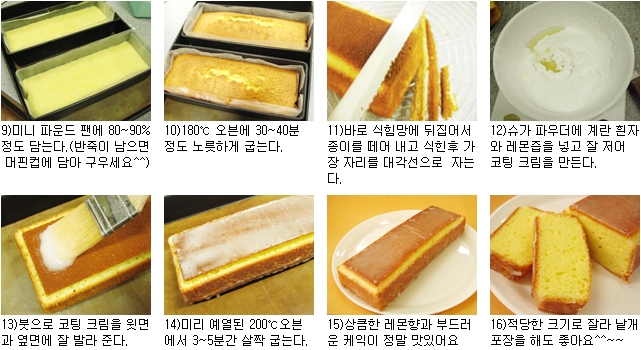 9)미니 파운드 팬에 80~90%
정도 담는다.(반죽이 남으면
머핀컵에 담아 구우세요^^)
10)180℃ 오븐에 30~40분
정도 노릇하게 굽는다.
11)바로 식힘망에 뒤집어서
종이를 떼어 내고 식힌후 가
장 자리를 대각선으로 자는
다.
12)슈가 파우더에 계란 흰자
와 레몬즙을 넣고 잘 저어
코팅 크림을 만든다.
13)붓으로 코팅 크림을 윗면
과 옆면에 잘 발라 준다.
14)미리 예열된 200℃오븐
에서 3~5분간 살짝 굽는다.
15)상큼한 레몬향과 부드러
운 케익이 정말 맛있어요
16)적당한 크기로 잘라 낱개
포장을 해도 좋아요^^~~